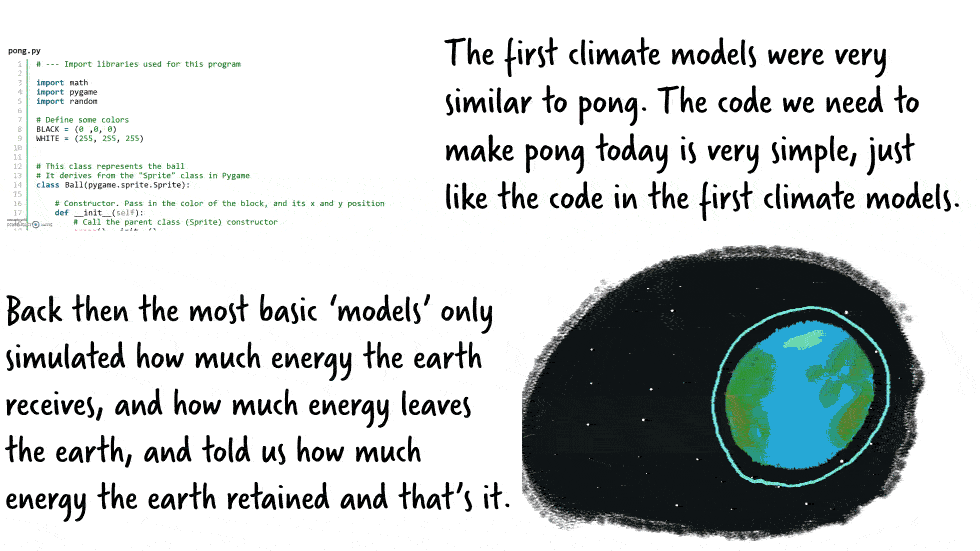 pong.py
1 # --- Import libraries used for this program
2
3 import math
4 import pygame
5 import random
6
7 # Define some colors
8 BLACK = (0 ,0, 0)
9 WHITE = (255, 255, 255)
10
11
12 # This class represents the ball
13 # It derives from the "Sprite" class in Pygame
14 class Ball(pygame.sprite.Sprite):
15
16 # Constructor. Pass in the color of the block, and its x and y position
17 def __init__(self):
# Call the parent class (Sprite) constructor
The first climate models were very
similar to pong. The code we need to
make pong today is very simple, just
like the code in the first climate models.
Back then the most basic ‘models’ only
simulated how much energy the earth
receives, and how much energy leaves
the earth, and told us how much
energy the earth retained and that's it.